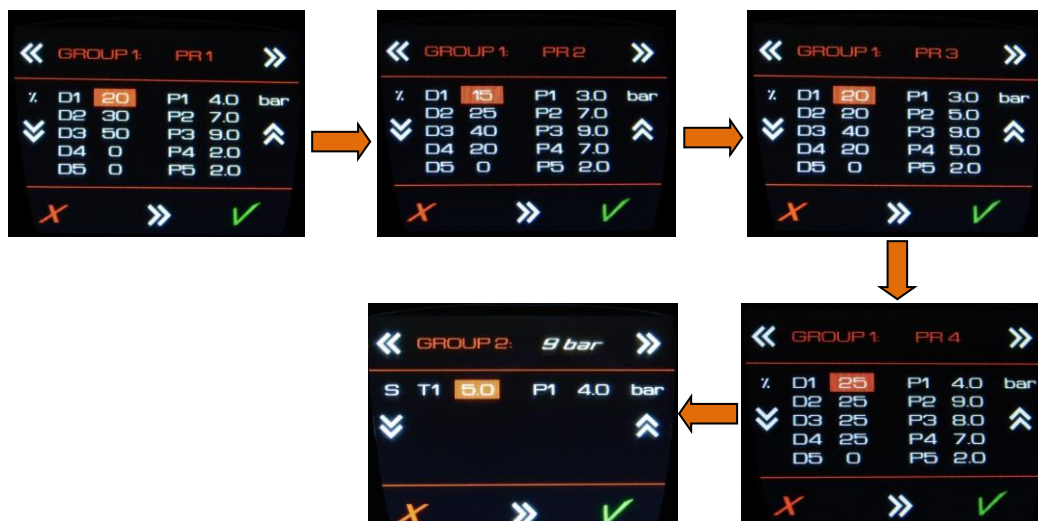 GROUP 1: PR 1
% D1 20 P1 4.0 bar
D2 30 P2 7.0
D3 50 P3 9.0
D4 0 P4 2.0
D5 0 P5 2.0
GROUP 1: PR 2
% D1 15 P1 3.0 bar
D2 25 P2 7.0
D3 40 P3 9.0
D4 20 P4 7.0
D5 0 P5 2.0
GROUP 1: PR 3
% D1 20 P1 3.0 bar
D2 20 P2 5.0
D3 40 P3 9.0
D4 20 P4 5.0
D5 0 P5 2.0
GROUP 1: PR 4
% D1 25 P1 4.0 bar
D2 25 P2 9.0
D3 25 P3 8.0
D4 25 P4 7.0
D5 0 P5 2.0
GROUP 2: 9 bar
S T1 5.0 P1 4.0 bar